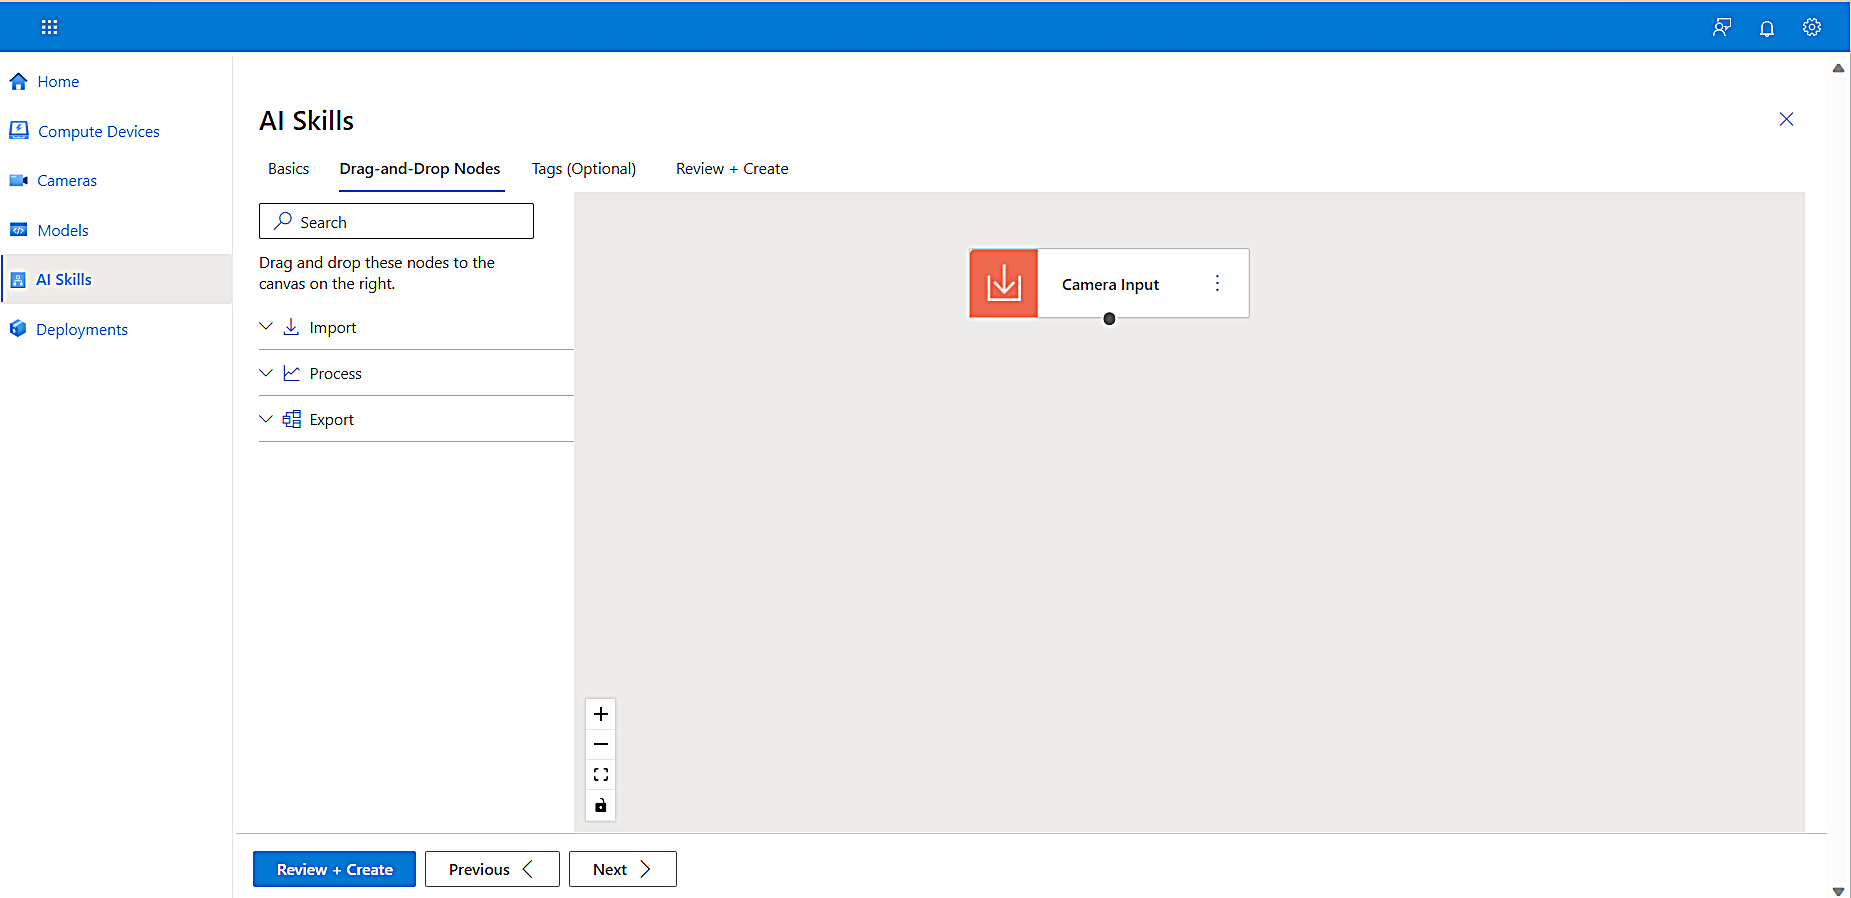 Home
Compute Devices
Cameras
Models
AI Skills
Deployments
AI Skills
Basics
Drag-and-Drop Nodes
Tags (Optional)
Review + Create
Search
Drag and drop these nodes to the
canvas on the right.
Import
Process
Export
Camera Input
Review + Create
Previous
Next